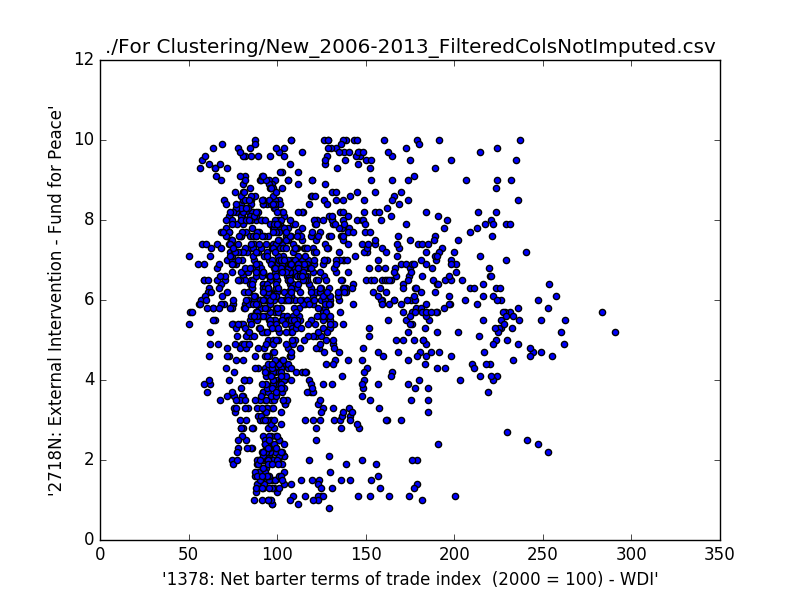 ./For Clustering/New_2006-2013_FilteredColsNotImputed.csv
12
10
8
6
4
2
0
'2718N: External Intervention - Fund for Peace'
0 50 100 150 200 250 300 350
'1378: Net barter terms of trade index  (2000 = 100) - WDI'